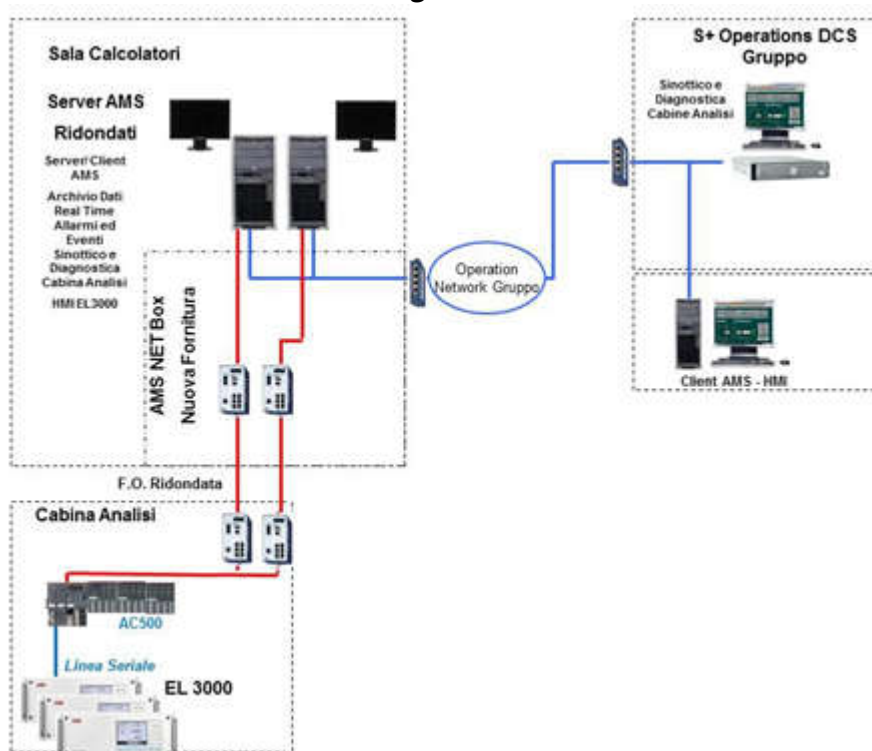 Sala Calcolatori
Server AMS
Ridondati
Server/Client
AMS
Archivio Dati
Real Time
Allarmi ed
Eventi
Sinottico e
Diagnostica
Cabina Analisi
HMI EL3000
AMS NET Box
Nuova Fornitura
Operation
Network Gruppo
S+ Operations DCS
Gruppo
Sinottico e
Diagnostica
Cabine Analisi
Client AMS - HMI
F.O. Ridondata
Cabina Analisi
AC500
Linea Seriale
EL 3000